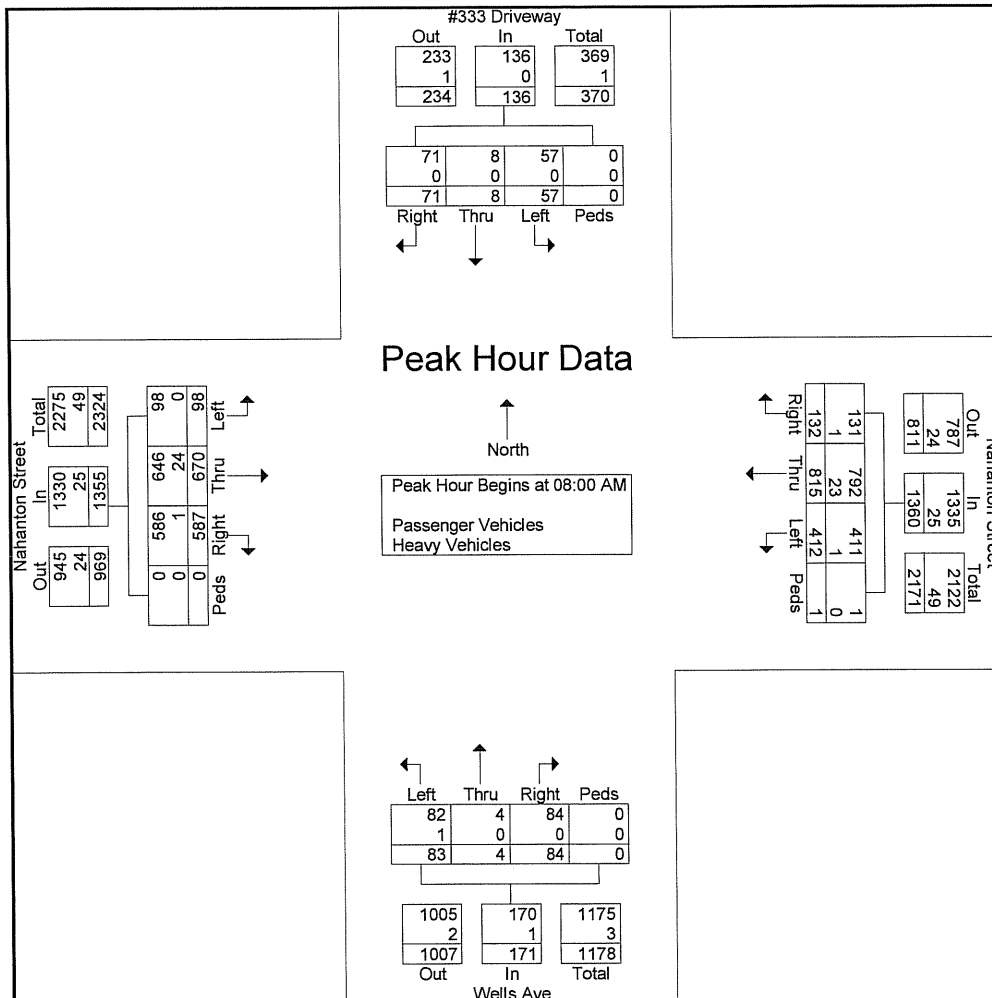 #333 Driveway
Out In Total
233 136 369
1 0 1
234 136 370
71 8 57 0
0 0 0 0
71 8 57 0
Right Thru Left Peds
Peak Hour Data
North
Peak Hour Begins at 08:00 AM
Passenger Vehicles
Heavy Vehicles
Nahanton Street
Out In Total
945 1330 2275
24 25 49
969 1355 2324
98 646 586 0
0 24 1 0
98 670 587 0
Left Thru Right Peds
Nahanton Street
Out In Total
787 1335 2122
24 25 49
811 1360 2171
131 792 411 1
1 23 1 0
132 815 412 1
Right Thru Left Peds
Left Thru Right Peds
82 4 84 0
1 0 0 0
83 4 84 0
1005 170 1175
2 1 3
1007 171 1178
Out In Total
Wells Ave